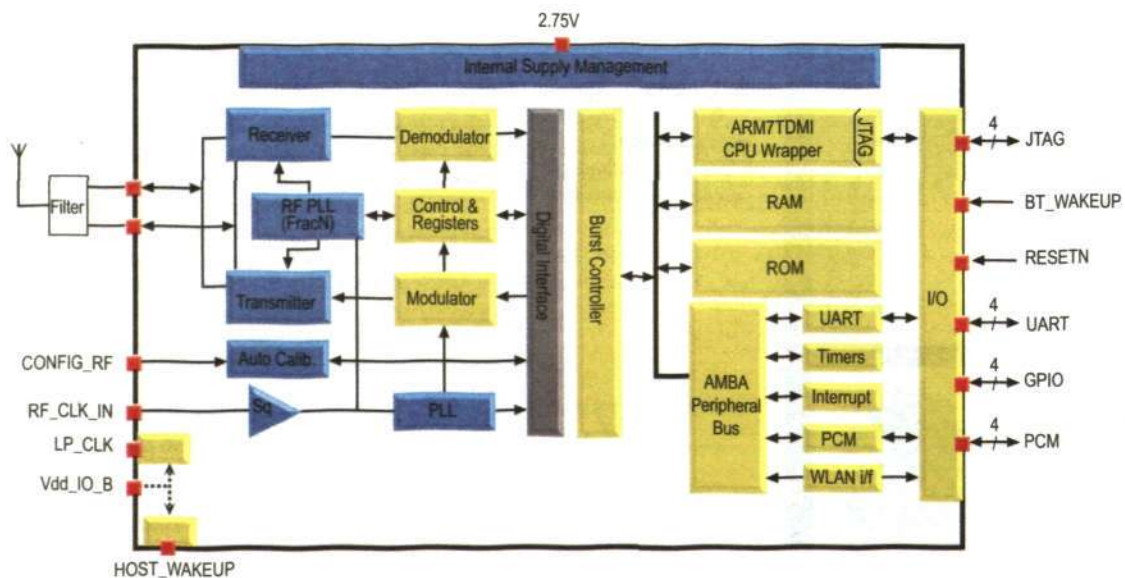 2.75V
Internal Supply Management
Receiver
Demodulator
ARM7TDMI
CPU Wrapper
JTAG
4
JTAG
Filter
RF PLL
(FracN)
Control &
Registers
Digital Interface
Burst Controller
RAM
BT_WAKEUP
ROM
RESETN
I/O
Transmitter
Modulator
UART
4
UART
CONFIG_RF
Auto Calib.
AMBA
Peripheral
Bus
Timers
4
GPIO
RF_CLK_IN
Sq
PLL
Interrupt
LP_CLK
PCM
4
PCM
Vdd_IO_B
WLAN i/f
HOST_WAKEUP